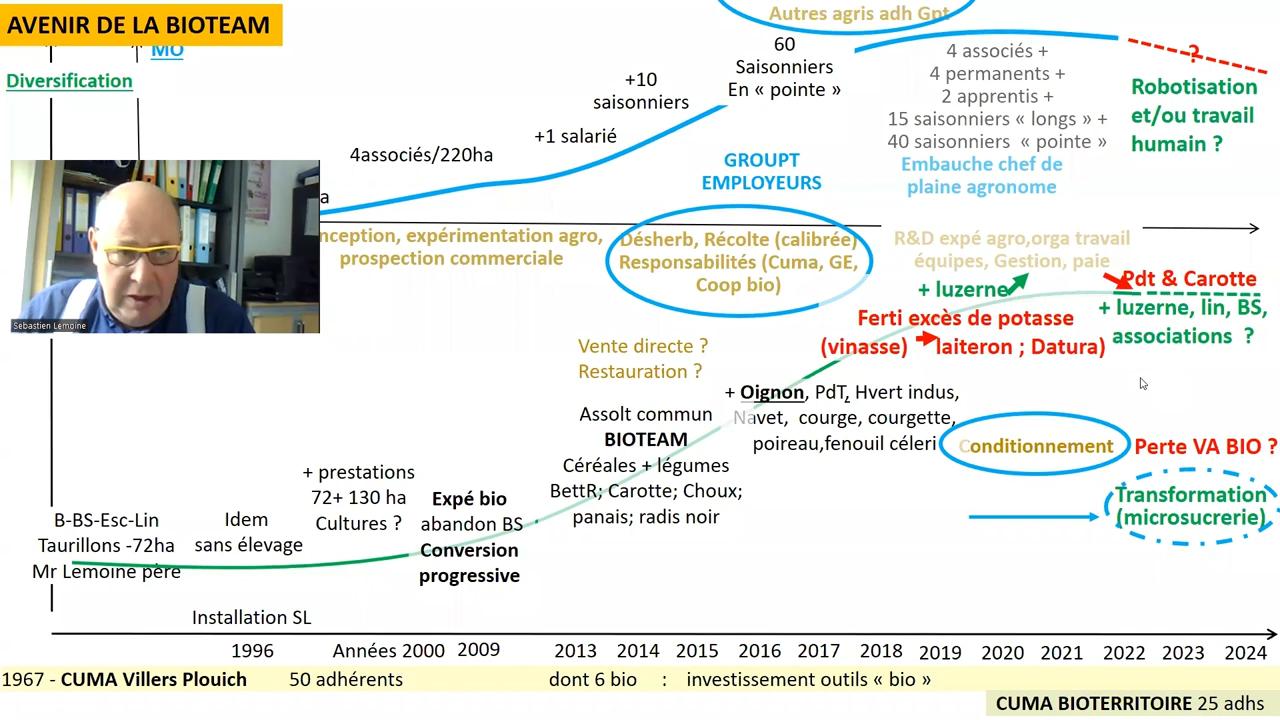 AVENIR DE LA BIOTEAM
MO
Diversification
Autres agris adh Gpt
60
Saisonniers
En « pointe »
+10
saisonniers
+1 salarié
4associés/220ha
a
4 associés +
4 permanents +
2 apprentis +
15 saisonniers « longs » +
40 saisonniers « pointe »
Embauche chef de
plaine agronome
?
Robotisation
et/ou travail
humain ?
GROUPT
EMPLOYEURS
nception, expérimentation agro,
prospection commerciale
Désherb, Récolte (calibrée)
Responsabilités (Cuma, GE,
Coop bio)
R&D expé agro,orga travail
équipes, Gestion, paie
+ luzerne
Pdt & Carotte
+ luzerne, lin, BS,
associations ?
Ferti excès de potasse
(vinasse) laiteron ; Datura)
Sebastien Lemoine
Vente directe ?
Restauration ?
+ Oignon, PdT, Hvert indus,
Navet, courge, courgette,
poireau,fenouil céleri
Conditionnement
Perte VA BIO ?
Transformation
(microsucrerie)
Assolt commun
BIOTEAM
Céréales + légumes
BettR; Carotte; Choux;
panais; radis noir
+ prestations
72+ 130 ha
Cultures ?
Expé bio
abandon BS
Conversion
progressive
B-BS-Esc-Lin
Taurillons -72ha
Mr Lemoine père
Idem
sans élevage
Installation SL
1996 Années 2000 2009 2013 2014 2015 2016 2017 2018 2019 2020 2021 2022 2023 2024
1967 - CUMA Villers Plouich 50 adhérents dont 6 bio : investissement outils « bio »
CUMA BIOTERRITOIRE 25 adhs